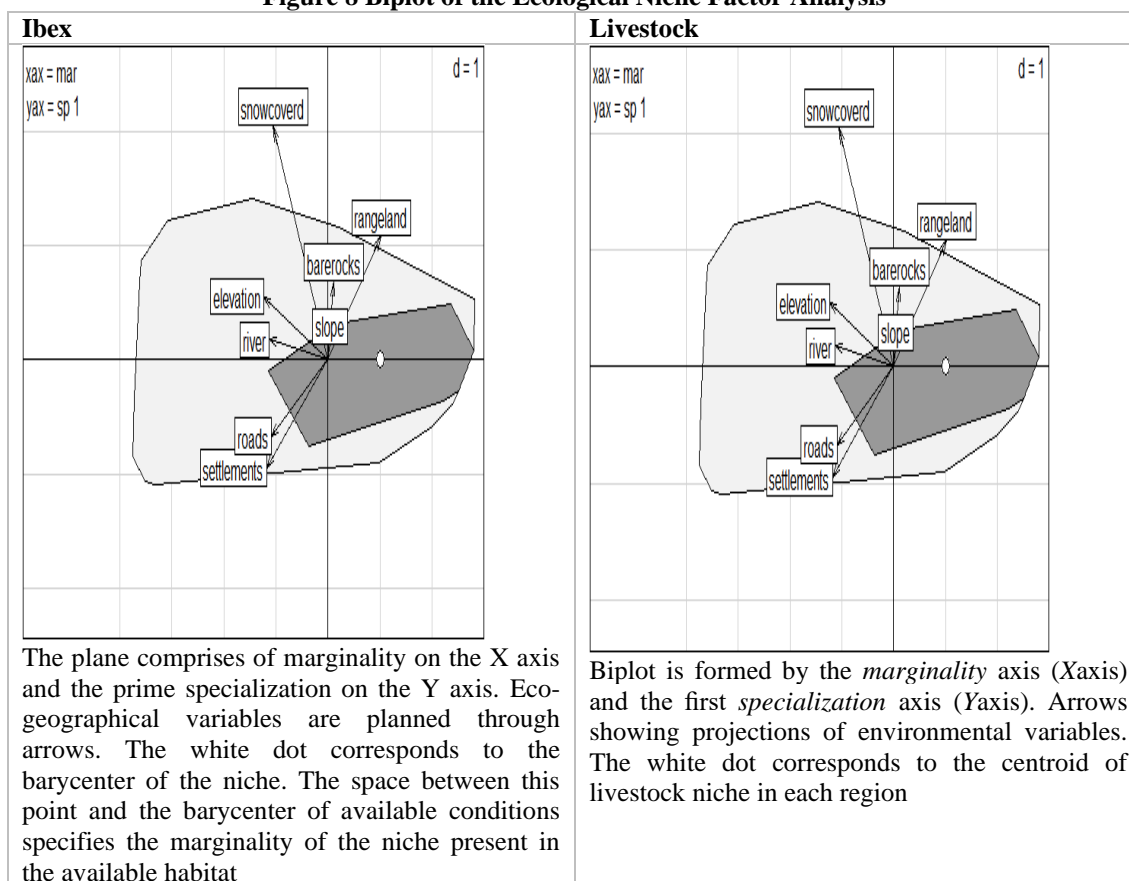 Figure 8 Biplot of the Ecological Niche Factor Analysis
Ibex
xax = mar
yax = sp 1
d = 1
snowcoverd
rangeland
barerocks
elevation
slope
river
roads
settlements
The plane comprises of marginality on the X axis
and the prime specialization on the Y axis. Eco-
geographical variables are planned through
arrows. The white dot corresponds to the
barycenter of the niche. The space between this
point and the barycenter of available conditions
specifies the marginality of the niche present in
the available habitat
Livestock
xax = mar
yax = sp 1
d = 1
snowcoverd
rangeland
barerocks
elevation
slope
river
roads
settlements
Biplot is formed by the marginality axis (Xaxis)
and the first specialization axis (Yaxis). Arrows
showing projections of environmental variables.
The white dot corresponds to the centroid of
livestock niche in each region